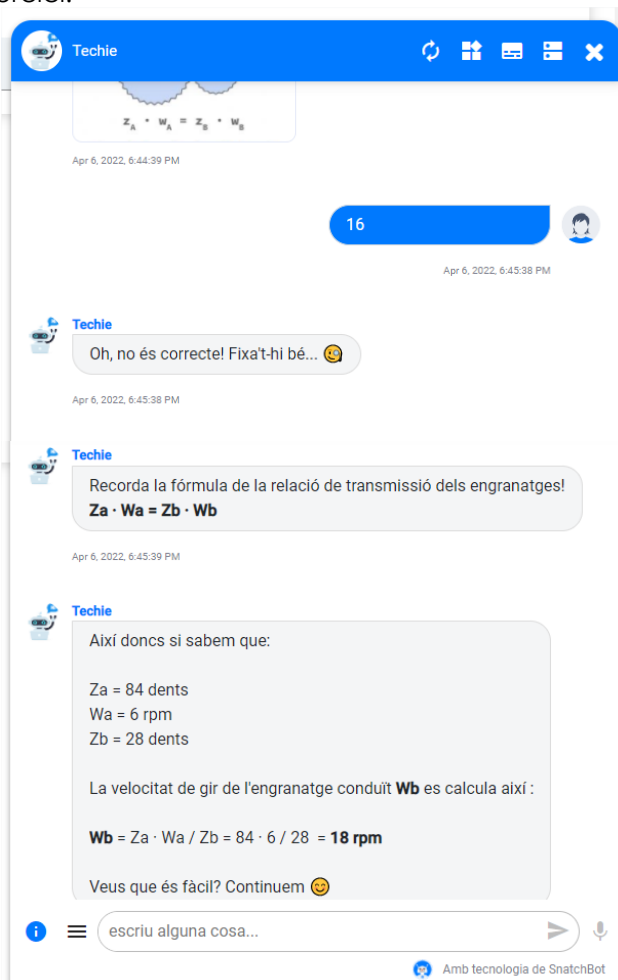 Techie
Z_A · W_A = Z_B · W_B
Apr 6, 2022, 6:44:39 PM
16
Apr 6, 2022, 6:45:38 PM
Techie
Oh, no és correcte! Fixa't-hi bé... 🧐
Apr 6, 2022, 6:45:38 PM
Techie
Recorda la fórmula de la relació de transmissió dels engranatges!
Za · Wa = Zb · Wb
Apr 6, 2022, 6:45:39 PM
Techie
Així doncs si sabem que:
Za = 84 dents
Wa = 6 rpm
Zb = 28 dents
La velocitat de gir de l'engranatge conduït Wb es calcula així :
Wb = Za · Wa / Zb = 84 · 6 / 28 = 18 rpm
Veus que és fàcil? Continuem 😊
escriu alguna cosa...
Amb tecnologia de SnatchBot